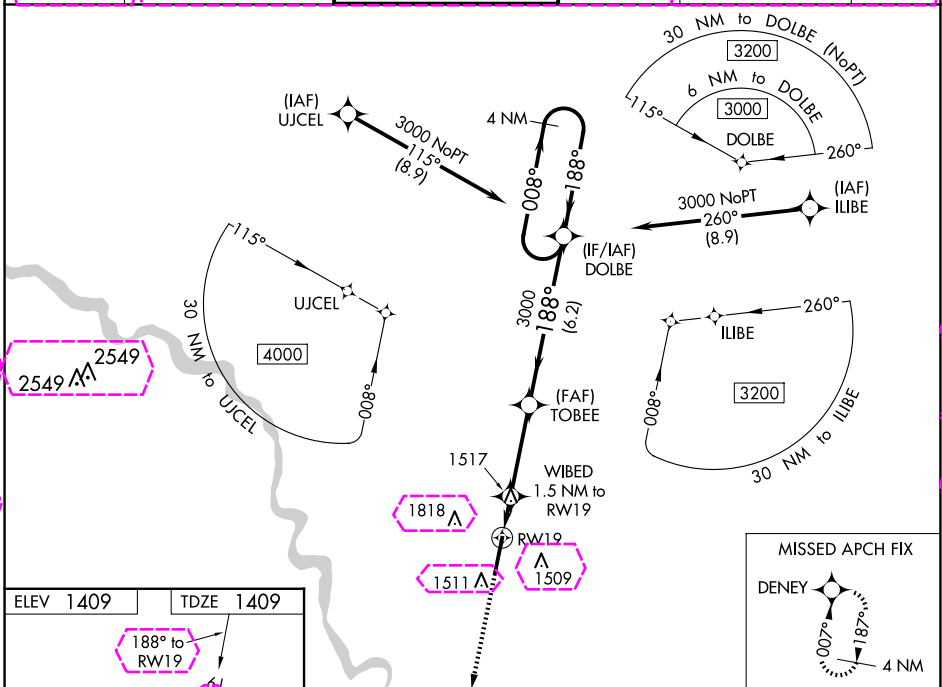 30 NM to DOLBE (NoPT)
3200
6 NM to DOLBE
3000
115°
DOLBE
260°
(IAF)
UJCEL
3000 NoPT
115°
(8.9)
4 NM
008°
188°
3000 NoPT
260°
(8.9)
(IAF)
ILIBE
(IF/IAF)
DOLBE
115°
UJCEL
30 NM to UJCEL
4000
008°
3000
188°
(6.2)
260°
ILIBE
3200
008°
30 NM to ILIBE
2549
2549
(FAF)
TOBEE
1517
WIBED
1.5 NM to
RW19
1818
RW19
1511
1509
MISSED APCH FIX
DENEY
007°
187°
4 NM
ELEV 1409
TDZE 1409
188° to
RW19